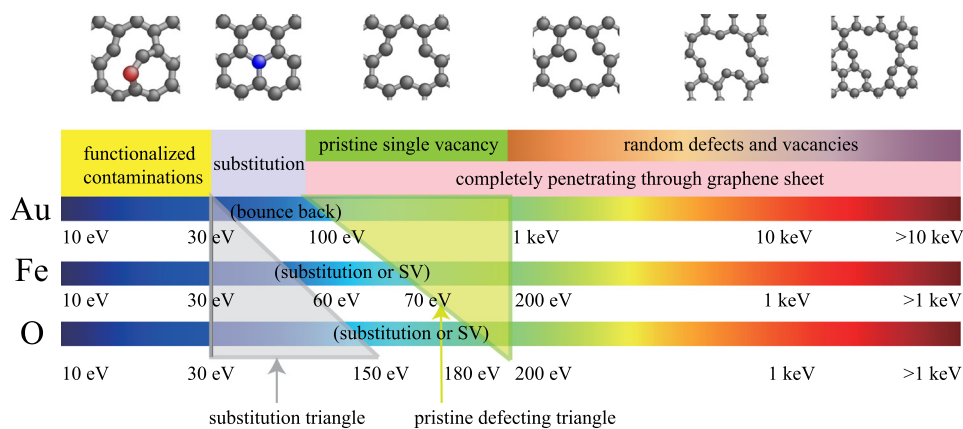 functionalized
contaminations
substitution
pristine single vacancy
random defects and vacancies
completely penetrating through graphene sheet
Au
(bounce back)
10 eV 30 eV 100 eV 1 keV 10 keV >10 keV
Fe
(substitution or SV)
10 eV 30 eV 60 eV 70 eV 200 eV 1 keV >1 keV
O
(substitution or SV)
10 eV 30 eV 150 eV 180 eV 200 eV 1 keV >1 keV
substitution triangle
pristine defecting triangle